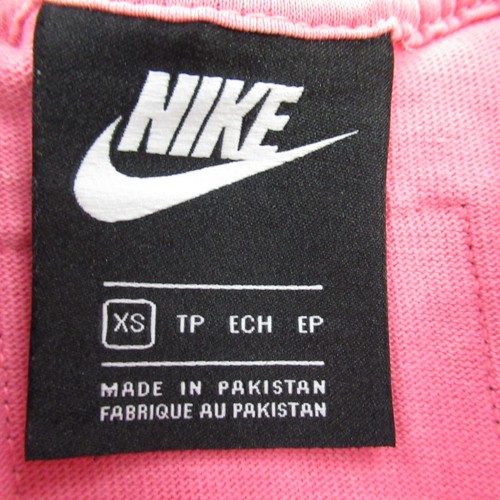 NIKE
XS TP ECH EP
MADE IN PAKISTAN
FABRIQUE AU PAKISTAN